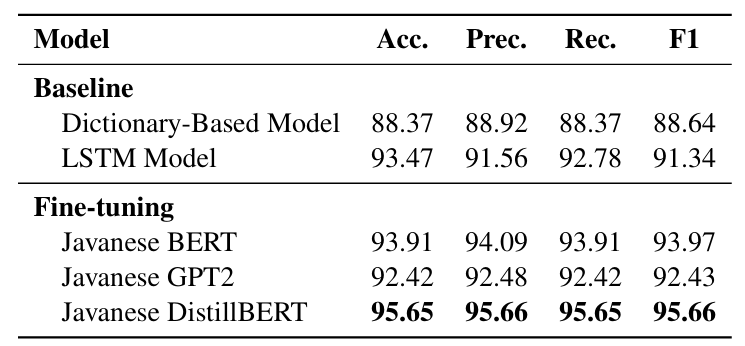 Model Acc. Prec. Rec. F1
Baseline
Dictionary-Based Model 88.37 88.92 88.37 88.64
LSTM Model 93.47 91.56 92.78 91.34
Fine-tuning
Javanese BERT 93.91 94.09 93.91 93.97
Javanese GPT2 92.42 92.48 92.42 92.43
Javanese DistillBERT 95.65 95.66 95.65 95.66